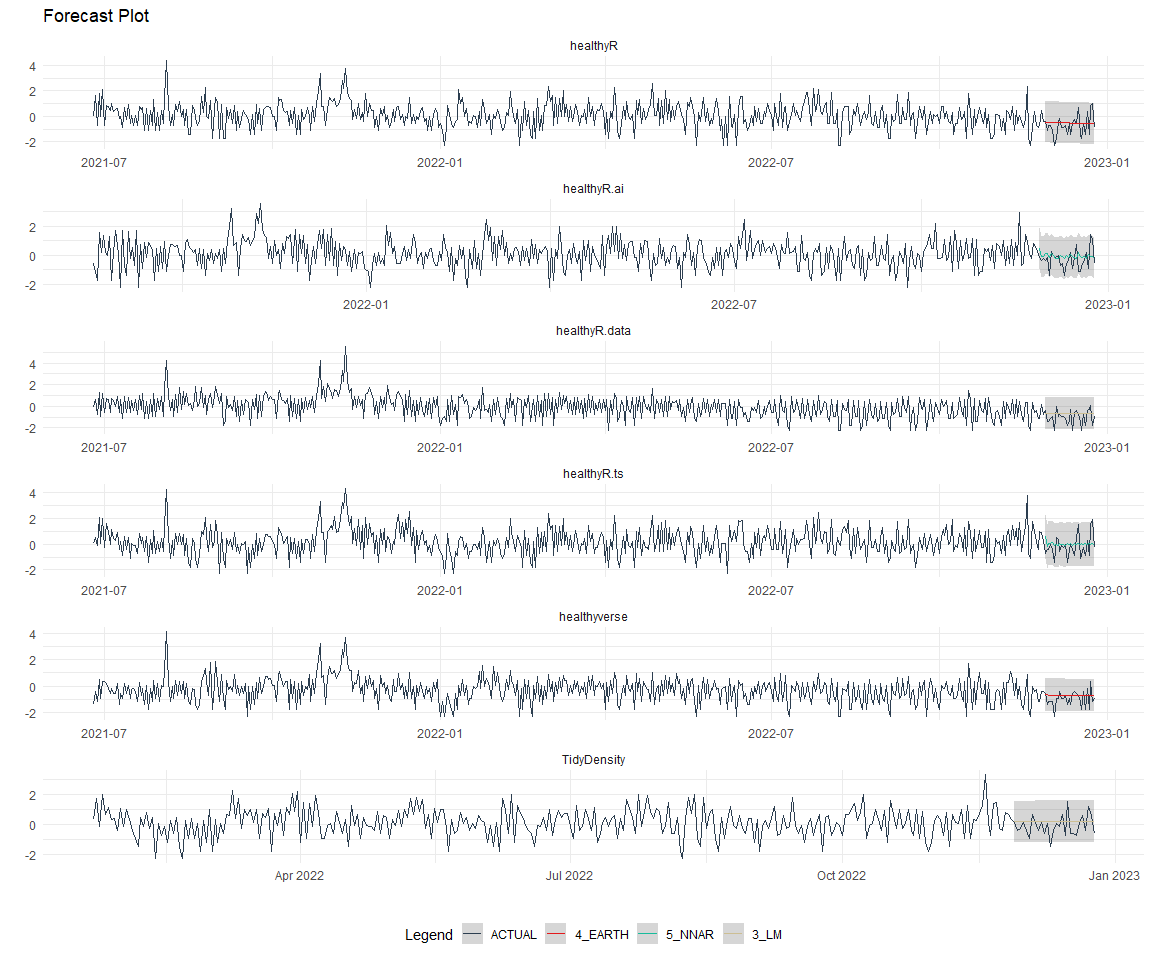 Forecast Plot
healthyR
4
2
0
-2
2021-07 2022-01 2022-07 2023-01
healthyR.ai
2
0
-2
2022-01 2022-07 2023-01
healthyR.data
4
2
0
-2
2021-07 2022-01 2022-07 2023-01
healthyR.ts
4
2
0
-2
2021-07 2022-01 2022-07 2023-01
healthyverse
4
2
0
-2
2021-07 2022-01 2022-07 2023-01
TidyDensity
2
0
-2
Apr 2022 Jul 2022 Oct 2022 Jan 2023
Legend ACTUAL 4_EARTH 5_NNAR 3_LM